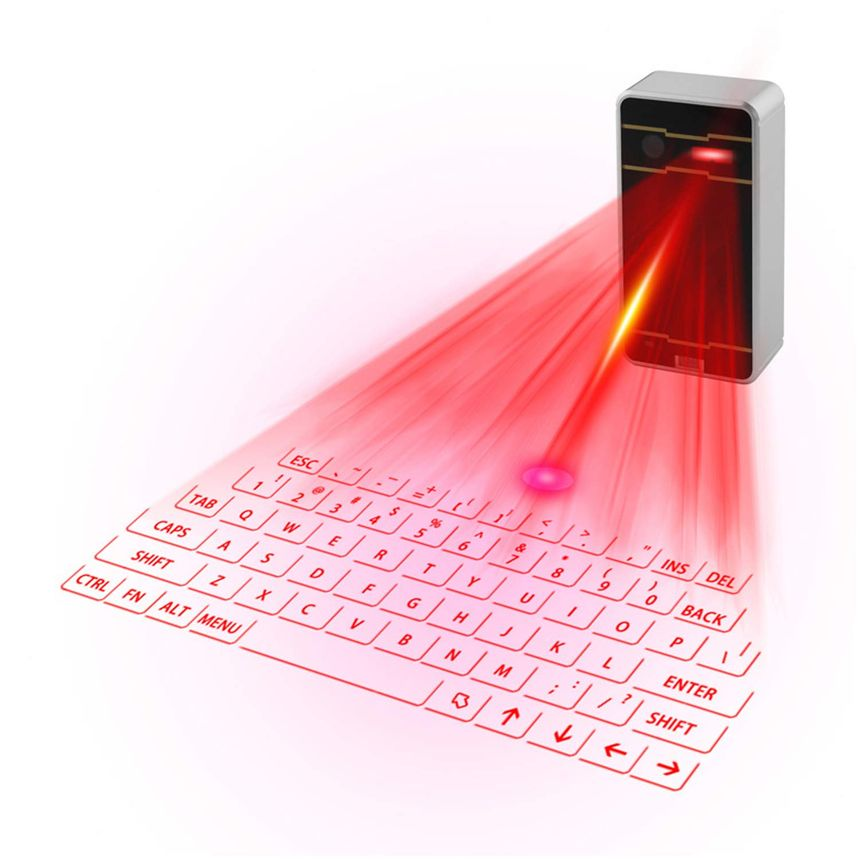 ESC ` ~ - _ = + [ { ] } < , > . , " INS DEL
1 ! 2 @ 3 # 4 $ 5 % 6 ^ 7 & 8 * 9 ( 0 ) BACK
TAB Q W E R T Y U I O P \ |
CAPS A S D F G H J K L ENTER
SHIFT Z X C V B N M ; : / ? SHIFT
CTRL FN ALT MENU ↑ ↓ ← →